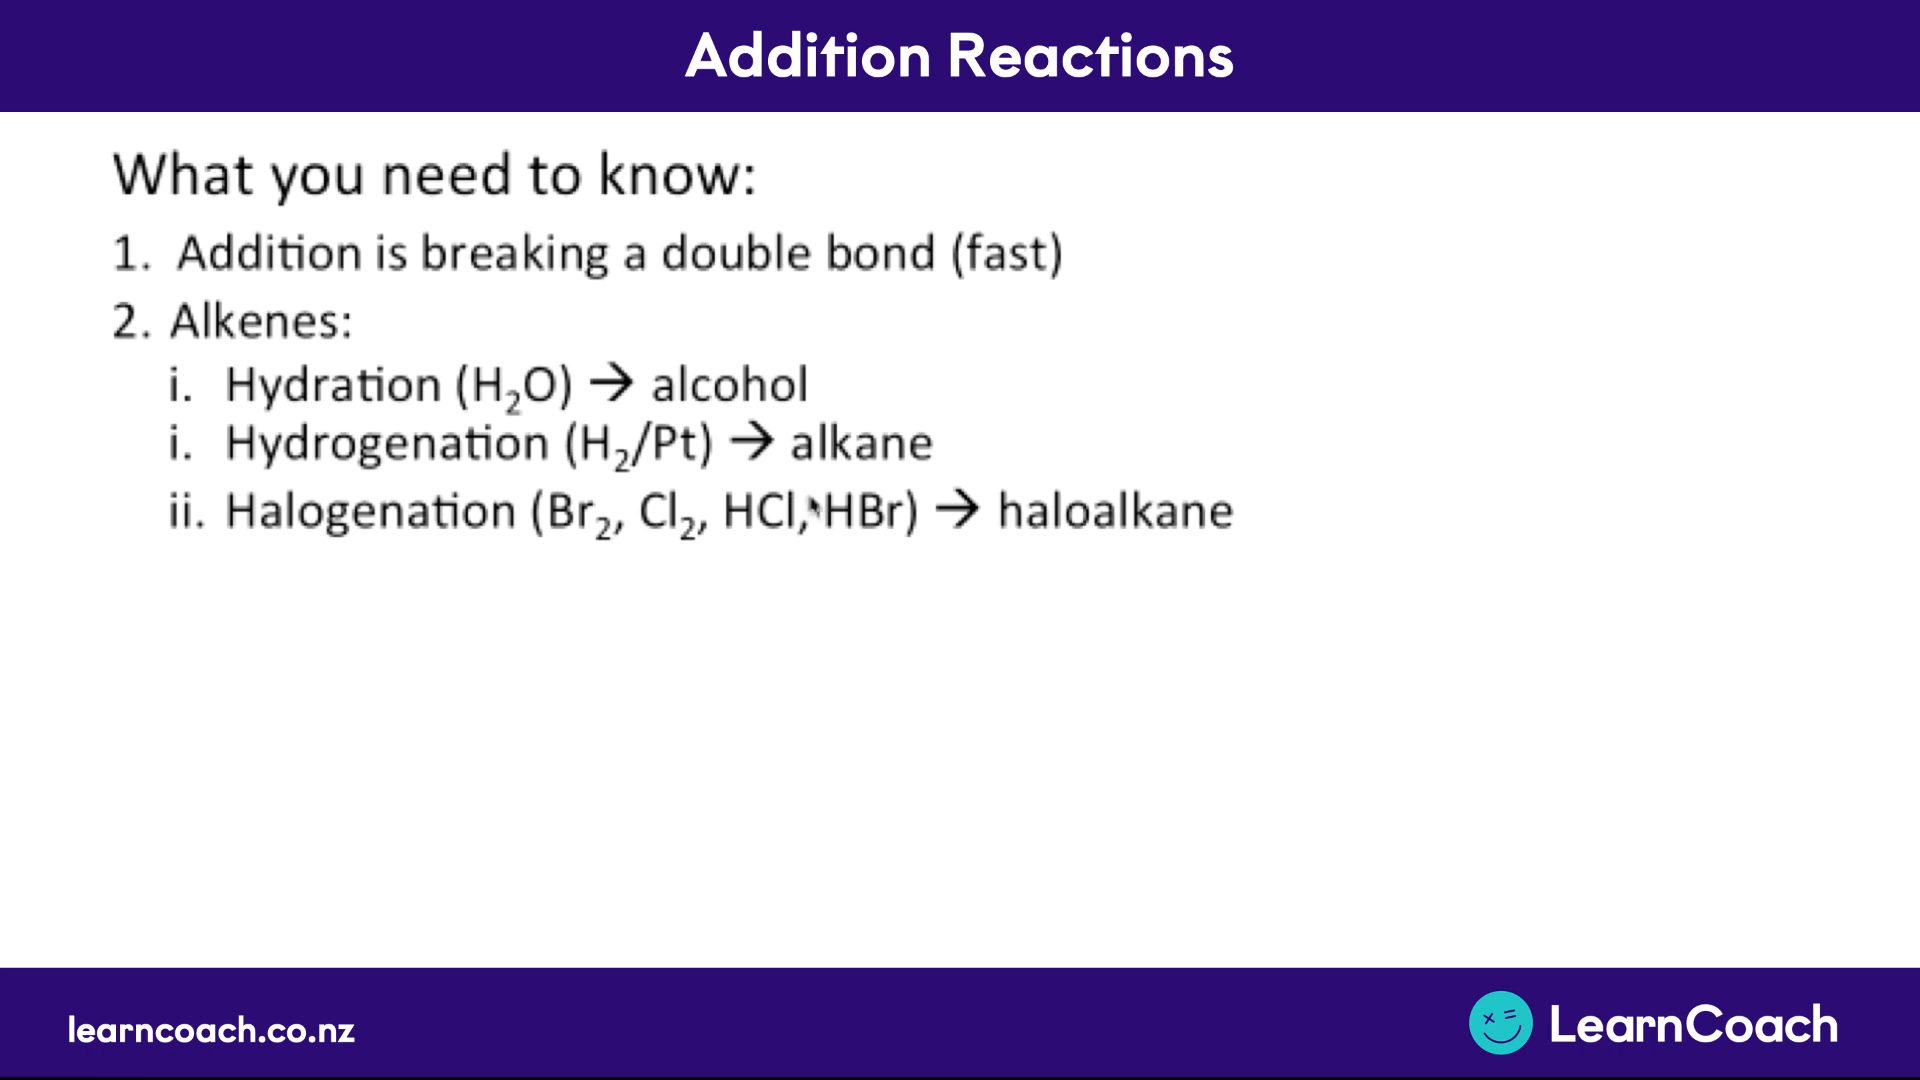 Addition Reactions
What you need to know:
1. Addition is breaking a double bond (fast)
2. Alkenes:
i. Hydration (H₂O) → alcohol
i. Hydrogenation (H₂/Pt) → alkane
ii. Halogenation (Br₂, Cl₂, HCl, HBr) → haloalkane
learncoach.co.nz
LearnCoach